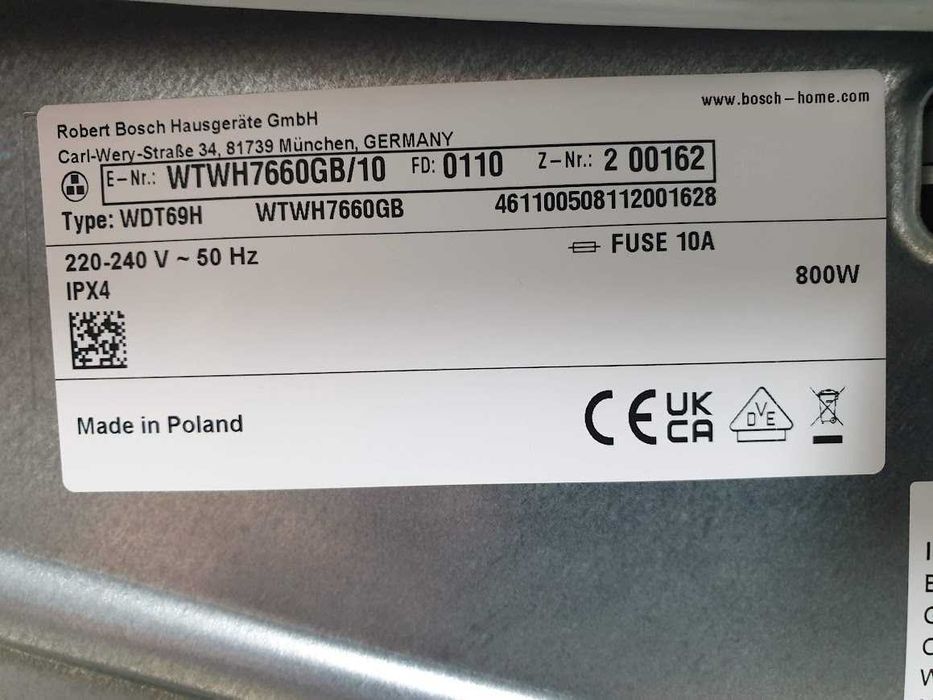 www.bosch-home.com
Robert Bosch Hausgeräte GmbH
Carl-Wery-Straße 34, 81739 München, GERMANY
E-Nr.: WTWH7660GB/10 FD: 0110 Z-Nr.: 2 00162
Type: WDT69H WTWH7660GB 461100508112001628
220-240 V ~ 50 Hz FUSE 10A
IPX4 800W
Made in Poland
CE UK CA DVE